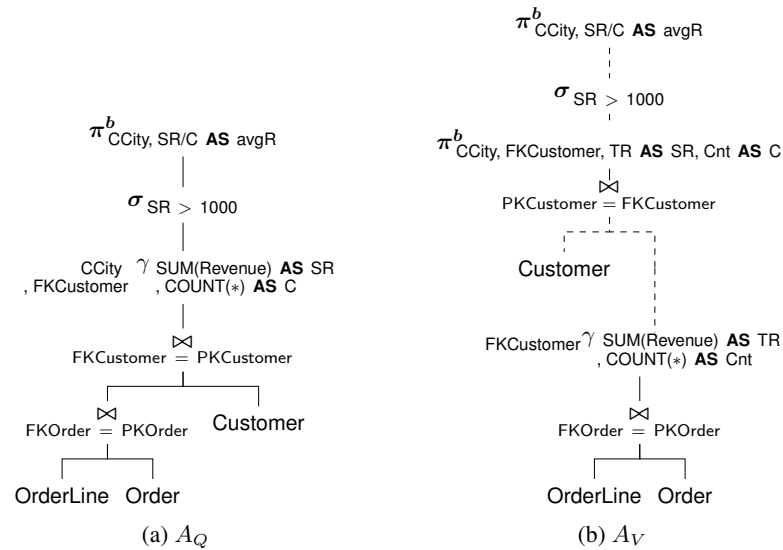 π^b CCity, SR/C AS avgR
σ SR > 1000
CCity γ SUM(Revenue) AS SR
, FKCustomer , COUNT(∗) AS C
⋈
FKCustomer = PKCustomer
⋈
FKOrder = PKOrder
Customer
OrderLine Order
(a) A_Q
π^b CCity, SR/C AS avgR
σ SR > 1000
π^b CCity, FKCustomer, TR AS SR, Cnt AS C
⋈
PKCustomer = FKCustomer
Customer
FKCustomer γ SUM(Revenue) AS TR
, COUNT(∗) AS Cnt
⋈
FKOrder = PKOrder
OrderLine Order
(b) A_V